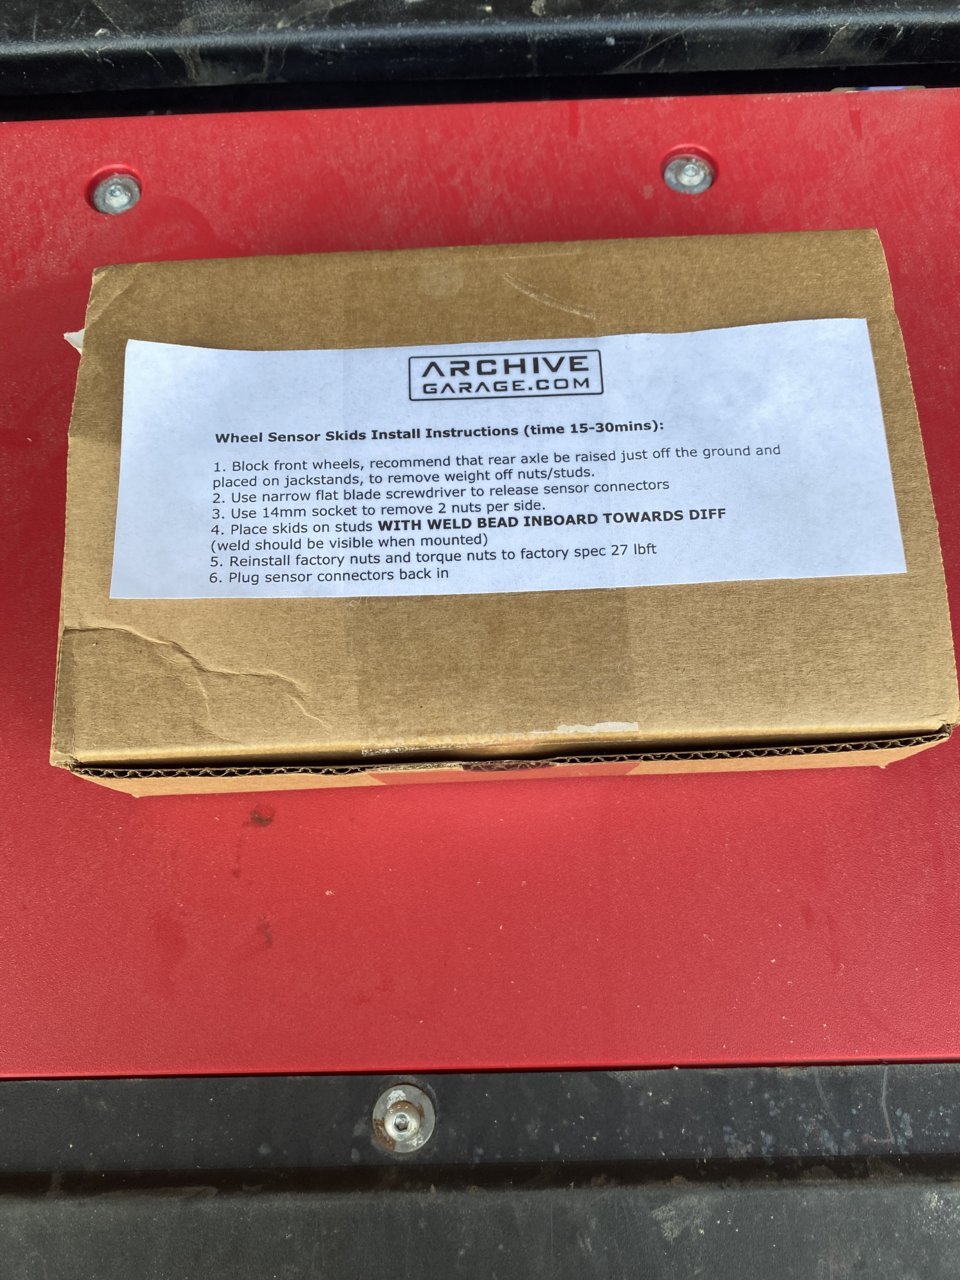 ARCHIVE
GARAGE.COM
Wheel Sensor Skids Install Instructions (time 15-30mins):
1. Block front wheels, recommend that rear axle be raised just off the ground and
placed on jackstands, to remove weight off nuts/studs.
2. Use narrow flat blade screwdriver to release sensor connectors
3. Use 14mm socket to remove 2 nuts per side.
4. Place skids on studs WITH WELD BEAD INBOARD TOWARDS DIFF
(weld should be visible when mounted)
5. Reinstall factory nuts and torque nuts to factory spec 27 lbft
6. Plug sensor connectors back in